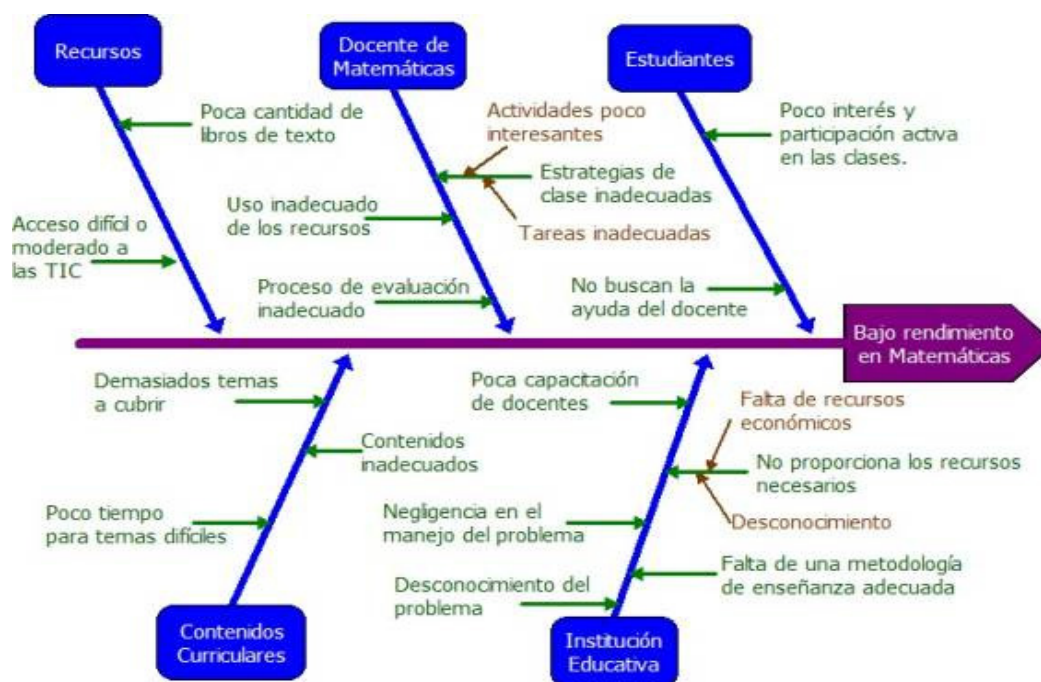 Recursos
Docente de
Matemáticas
Estudiantes
Poca cantidad de
libros de texto
Acceso difícil o
moderado a
las TIC
Actividades poco
interesantes
Estrategias de
clase inadecuadas
Tareas inadecuadas
Uso inadecuado
de los recursos
Proceso de evaluación
inadecuado
Poco interés y
participación activa
en las clases.
No buscan la
ayuda del docente
Bajo rendimiento
en Matemáticas
Demasiados temas
a cubrir
Contenidos
inadecuados
Poco tiempo
para temas difíciles
Contenidos
Curriculares
Poca capacitación
de docentes
Falta de recursos
económicos
No proporciona los recursos
necesarios
Desconocimiento
Negligencia en el
manejo del problema
Falta de una metodología
de enseñanza adecuada
Desconocimiento del
problema
Institución
Educativa